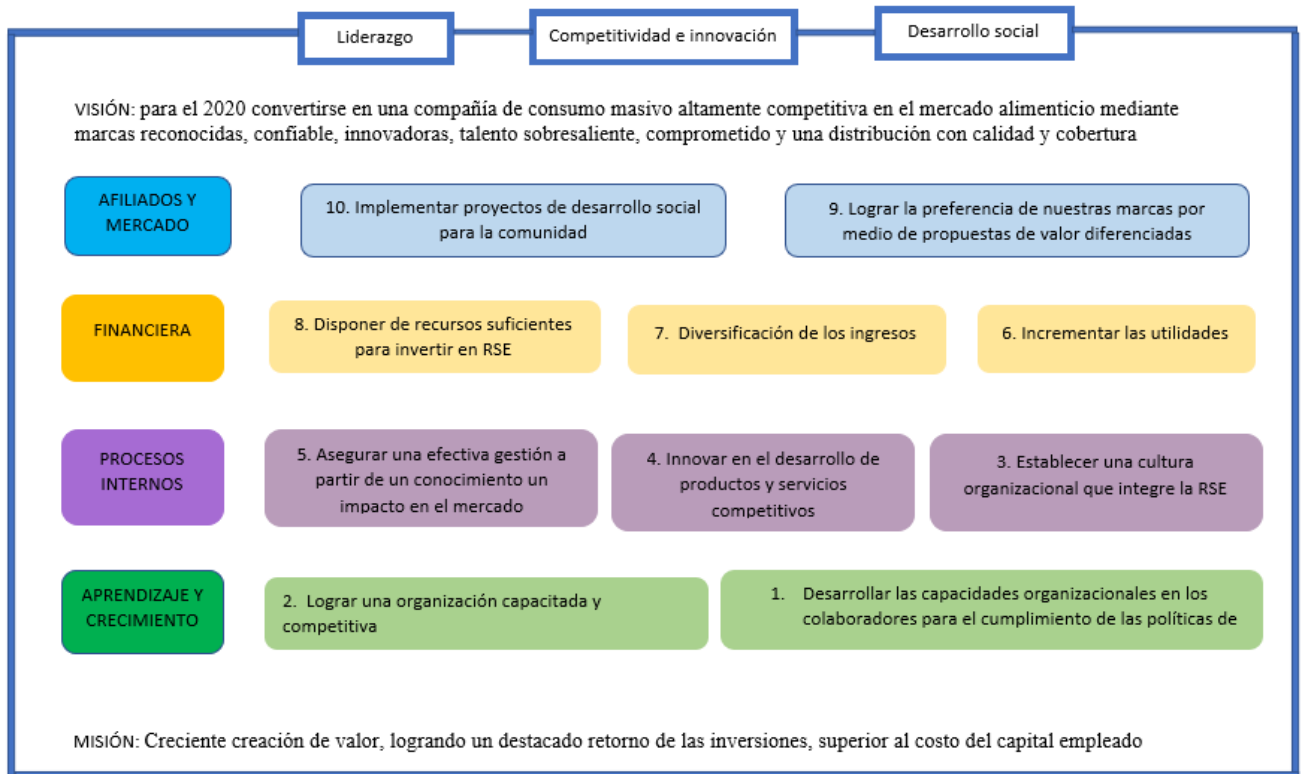 Liderazgo
Competitividad e innovación
Desarrollo social
VISIÓN: para el 2020 convertirse en una compañía de consumo masivo altamente competitiva en el mercado alimenticio mediante
marcas reconocidas, confiable, innovadoras, talento sobresaliente, comprometido y una distribución con calidad y cobertura
AFILIADOS Y
MERCADO
10. Implementar proyectos de desarrollo social
para la comunidad
9. Lograr la preferencia de nuestras marcas por
medio de propuestas de valor diferenciadas
FINANCIERA
8. Disponer de recursos suficientes
para invertir en RSE
7. Diversificación de los ingresos
6. Incrementar las utilidades
PROCESOS
INTERNOS
5. Asegurar una efectiva gestión a
partir de un conocimiento un
impacto en el mercado
4. Innovar en el desarrollo de
productos y servicios
competitivos
3. Establecer una cultura
organizacional que integre la RSE
APRENDIZAJE Y
CRECIMIENTO
2. Lograr una organización capacitada y
competitiva
1. Desarrollar las capacidades organizacionales en los
colaboradores para el cumplimiento de las políticas de
MISIÓN: Creciente creación de valor, logrando un destacado retorno de las inversiones, superior al costo del capital empleado